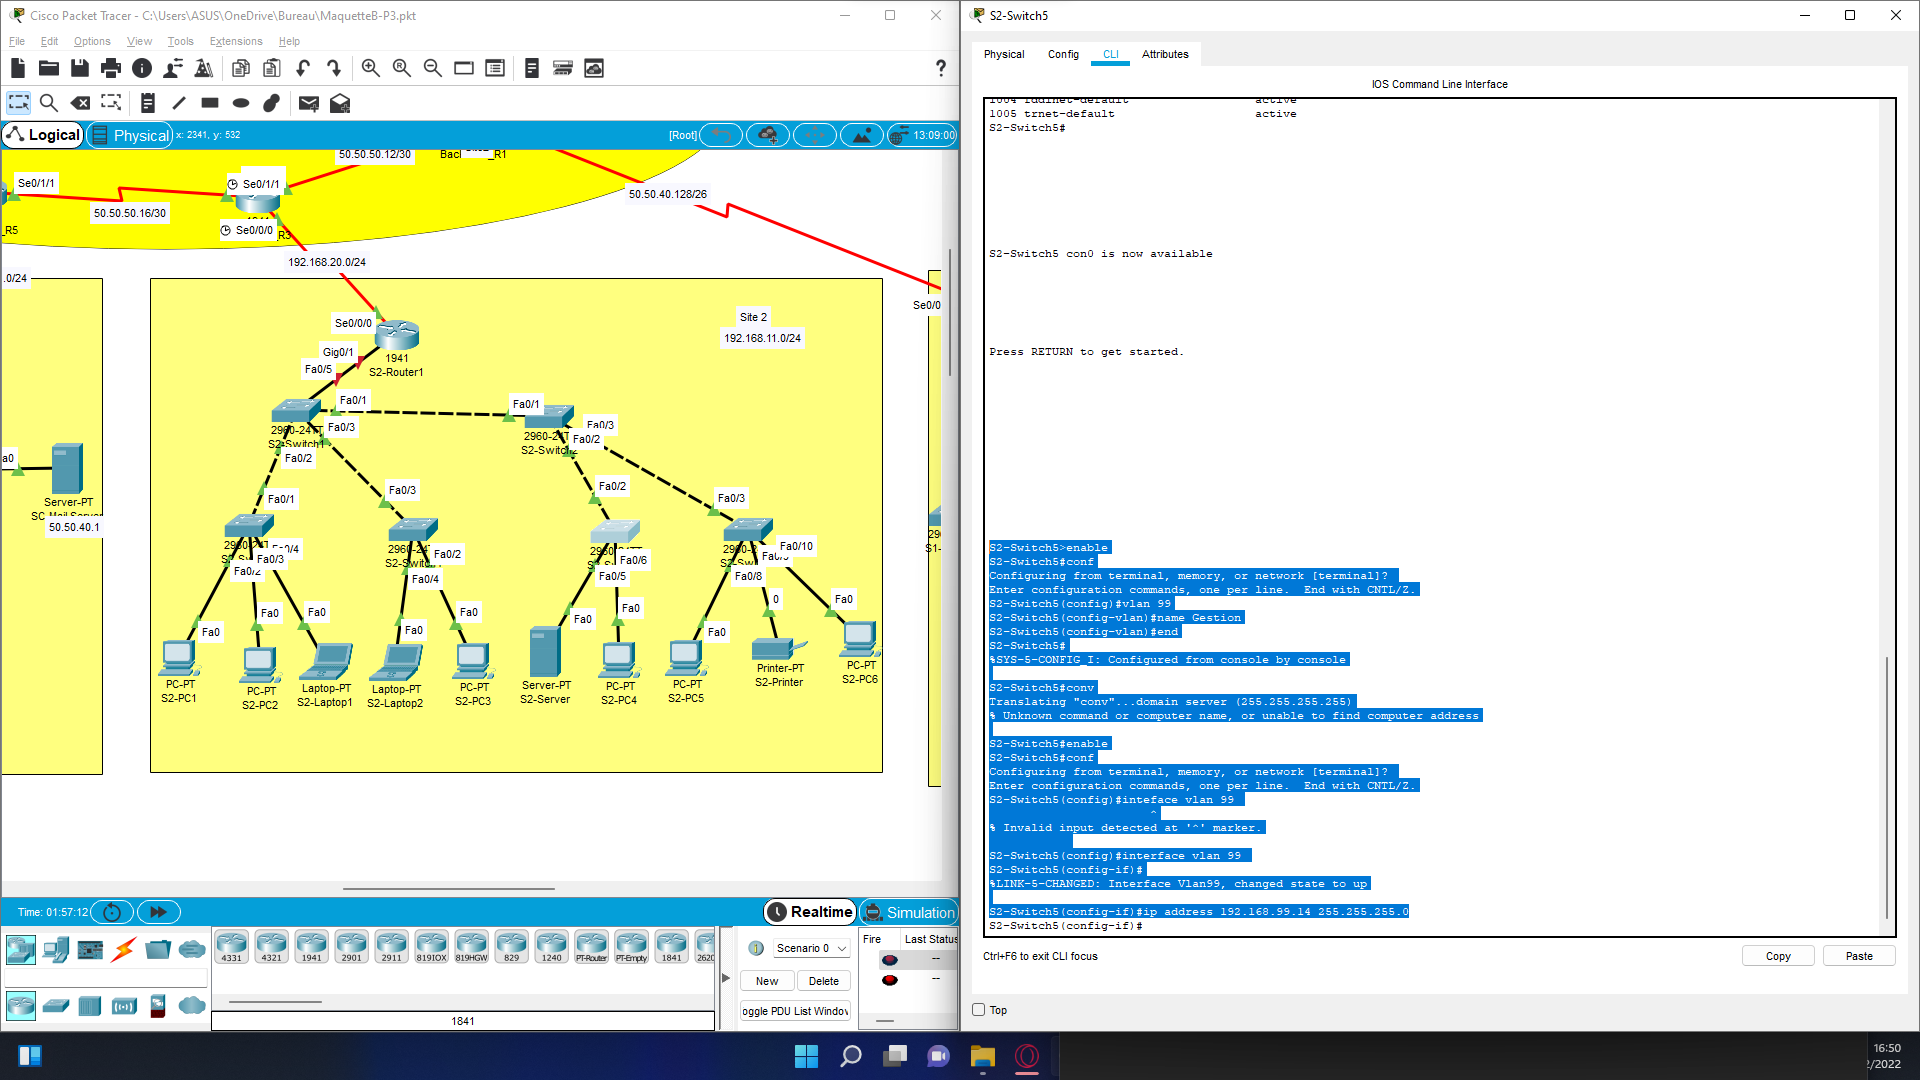 Cisco Packet Tracer - C:\Users\ASUS\OneDrive\Bureau\MaquetteB-P3.pkt
File Edit Options View Tools Extensions Help
Logical
Physical
x: 2341, y: 532
[Root]
13:09:00
50.50.50.12/30
_R1
Se0/1/1
Se0/1/1
50.50.40.128/26
50.50.50.16/30
_R5
Se0/0/0
R3
192.168.20.0/24
.0/24
Se0/0
Site 2
192.168.11.0/24
Se0/0/0
Gig0/1
1941
S2-Router1
Fa0/5
Fa0/1
Fa0/1
Fa0/3
Fa0/3
Fa0/2
S2-Switch1
S2-Switch2
Fa0/2
a0
Fa0/3
Fa0/2
Fa0/3
Fa0/1
Server-PT
50.50.40.1
Fa0/4
Fa0/3
Fa0/2
Fa0/2
Fa0/4
Fa0/6
Fa0/5
Fa0/10
Fa0/8
Fa0
Fa0
Fa0
Fa0
Fa0
Fa0
Fa0
Fa0
0
Fa0
PC-PT
S2-PC1
PC-PT
S2-PC2
Laptop-PT
S2-Laptop1
Laptop-PT
S2-Laptop2
PC-PT
S2-PC3
Server-PT
S2-Server
PC-PT
S2-PC4
PC-PT
S2-PC5
Printer-PT
S2-Printer
PC-PT
S2-PC6
Time: 01:57:12
Realtime
Simulation
4331 4321 1941 2901 2911 819IOX 819HGW 829 1240 PT-Router PT-Empty 1841 2620
1841
Scenario 0
New
Delete
oggle PDU List Window
Fire
Last Status
--
--
S2-Switch5
Physical Config CLI Attributes
IOS Command Line Interface
1004 fddinet-default active
1005 trnet-default active
S2-Switch5#
S2-Switch5 con0 is now available
Press RETURN to get started.
S2-Switch5>enable
S2-Switch5#conf
Configuring from terminal, memory, or network [terminal]?
Enter configuration commands, one per line. End with CNTL/Z.
S2-Switch5(config)#vlan 99
S2-Switch5(config-vlan)#name Gestion
S2-Switch5(config-vlan)#end
S2-Switch5#
%SYS-5-CONFIG_I: Configured from console by console
S2-Switch5#conv
Translating "conv"...domain server (255.255.255.255)
% Unknown command or computer name, or unable to find computer address
S2-Switch5#enable
S2-Switch5#conf
Configuring from terminal, memory, or network [terminal]?
Enter configuration commands, one per line. End with CNTL/Z.
S2-Switch5(config)#inteface vlan 99
^
% Invalid input detected at '^' marker.
S2-Switch5(config)#interface vlan 99
S2-Switch5(config-if)#
%LINK-5-CHANGED: Interface Vlan99, changed state to up
S2-Switch5(config-if)#ip address 192.168.99.14 255.255.255.0
S2-Switch5(config-if)#
Ctrl+F6 to exit CLI focus
Copy
Paste
Top
16:50
2/2022